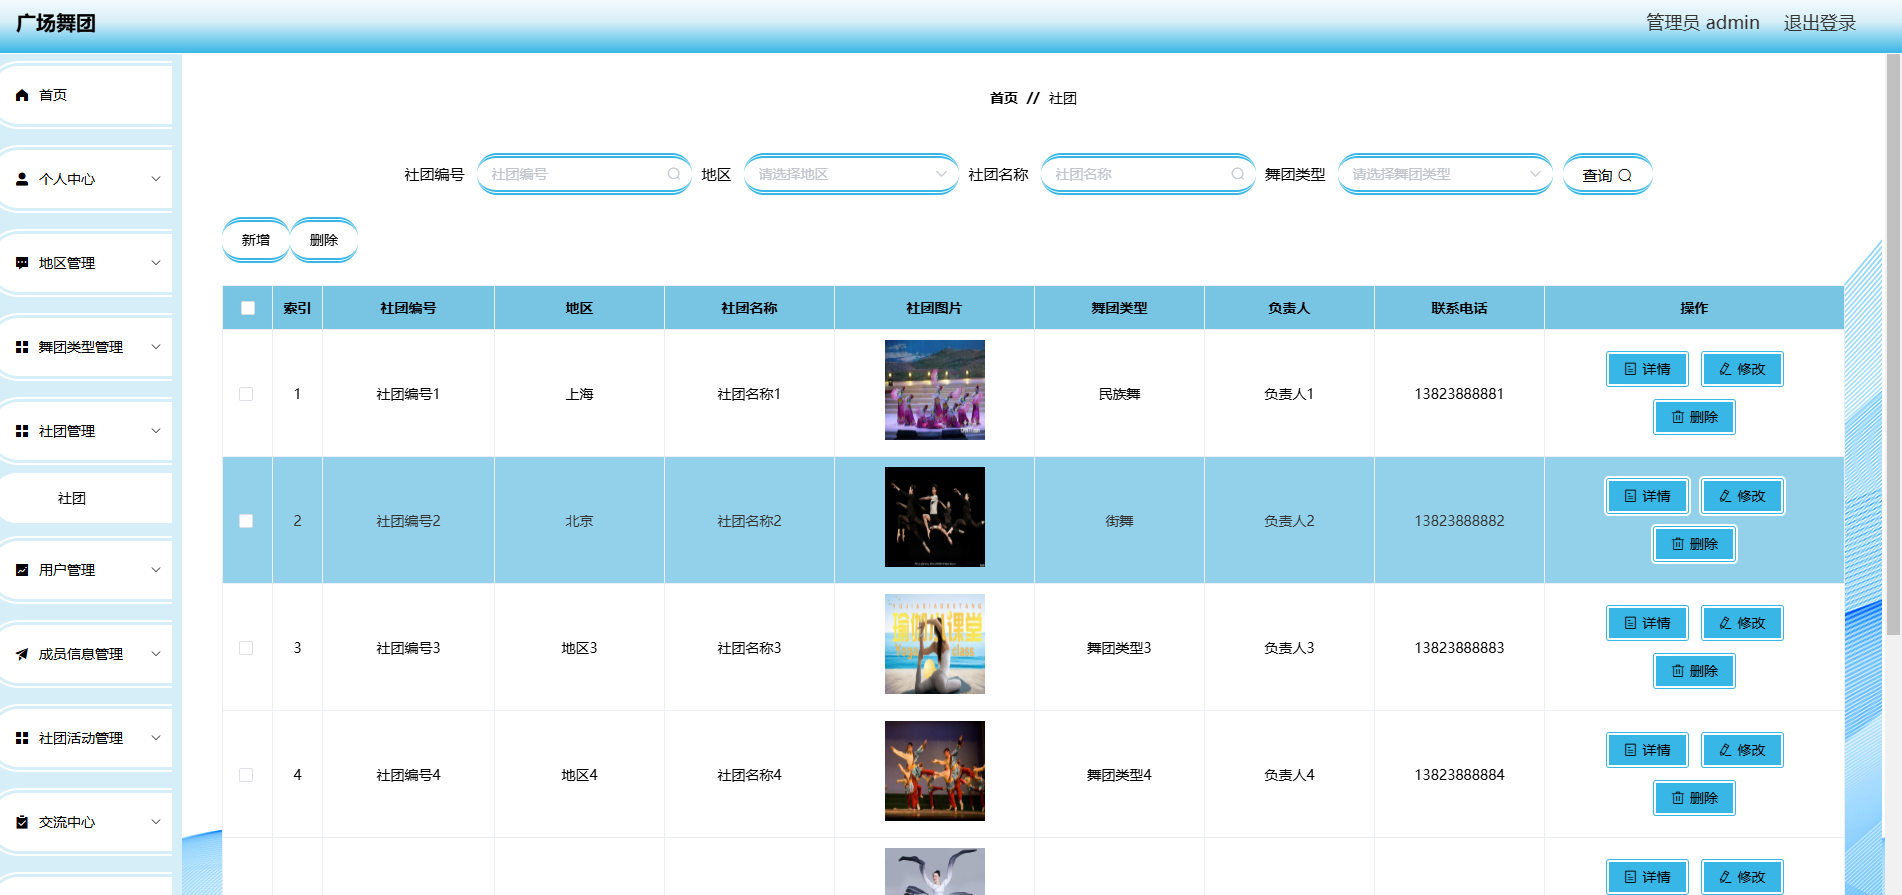 广场舞团
管理员 admin 退出登录
首页
个人中心
地区管理
舞团类型管理
社团管理
社团
用户管理
成员信息管理
社团活动管理
交流中心
首页 // 社团
社团编号 社团编号 地区 请选择地区 社团名称 社团名称 舞团类型 请选择舞团类型 查询
新增 删除
索引 社团编号 地区 社团名称 社团图片 舞团类型 负责人 联系电话 操作
1 社团编号1 上海 社团名称1 民族舞 负责人1 13823888881 详情 修改
删除
2 社团编号2 北京 社团名称2 街舞 负责人2 13823888882 详情 修改
删除
3 社团编号3 地区3 社团名称3 舞团类型3 负责人3 13823888883 详情 修改
删除
瑜伽 课堂
Yoga class
4 社团编号4 地区4 社团名称4 舞团类型4 负责人4 13823888884 详情 修改
删除
详情 修改